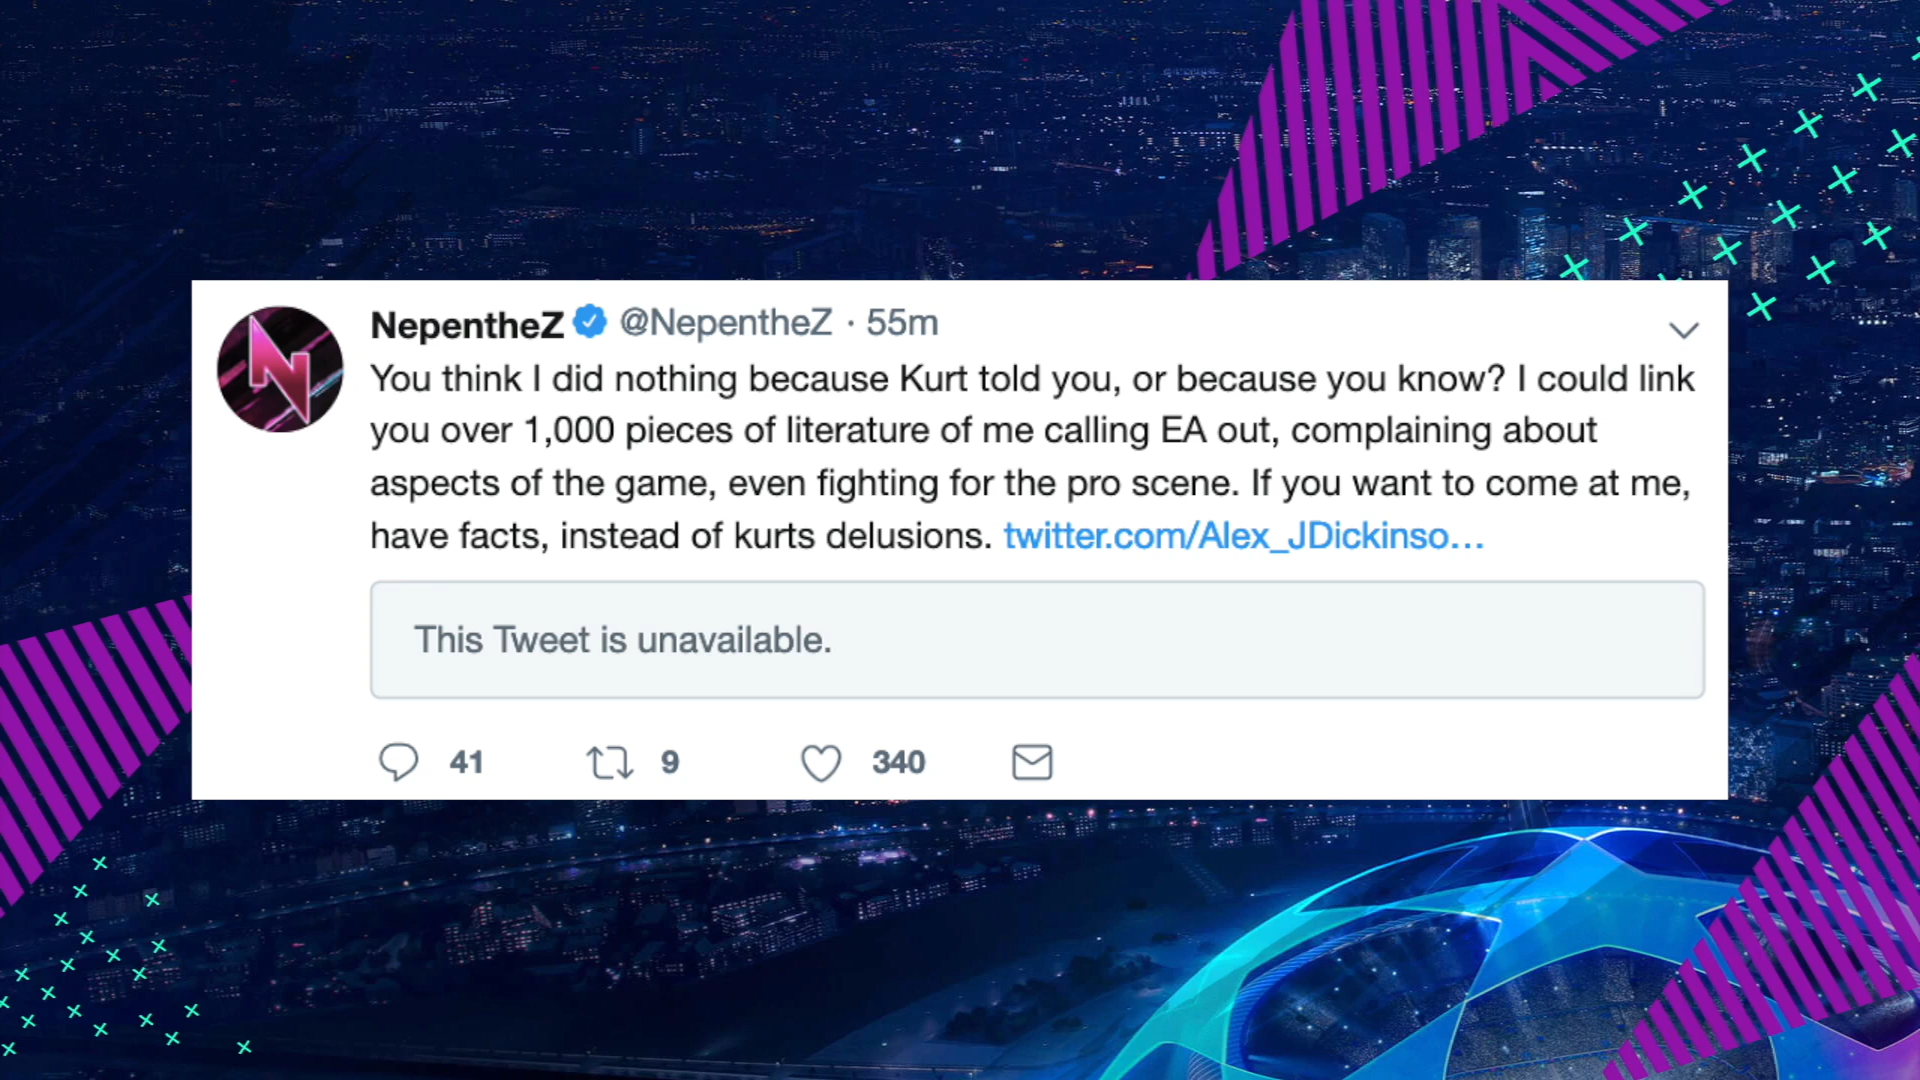 NepentheZ @NepentheZ · 55m
You think I did nothing because Kurt told you, or because you know? I could link
you over 1,000 pieces of literature of me calling EA out, complaining about
aspects of the game, even fighting for the pro scene. If you want to come at me,
have facts, instead of kurts delusions. twitter.com/Alex_JDickinso…
This Tweet is unavailable.
41 9 340